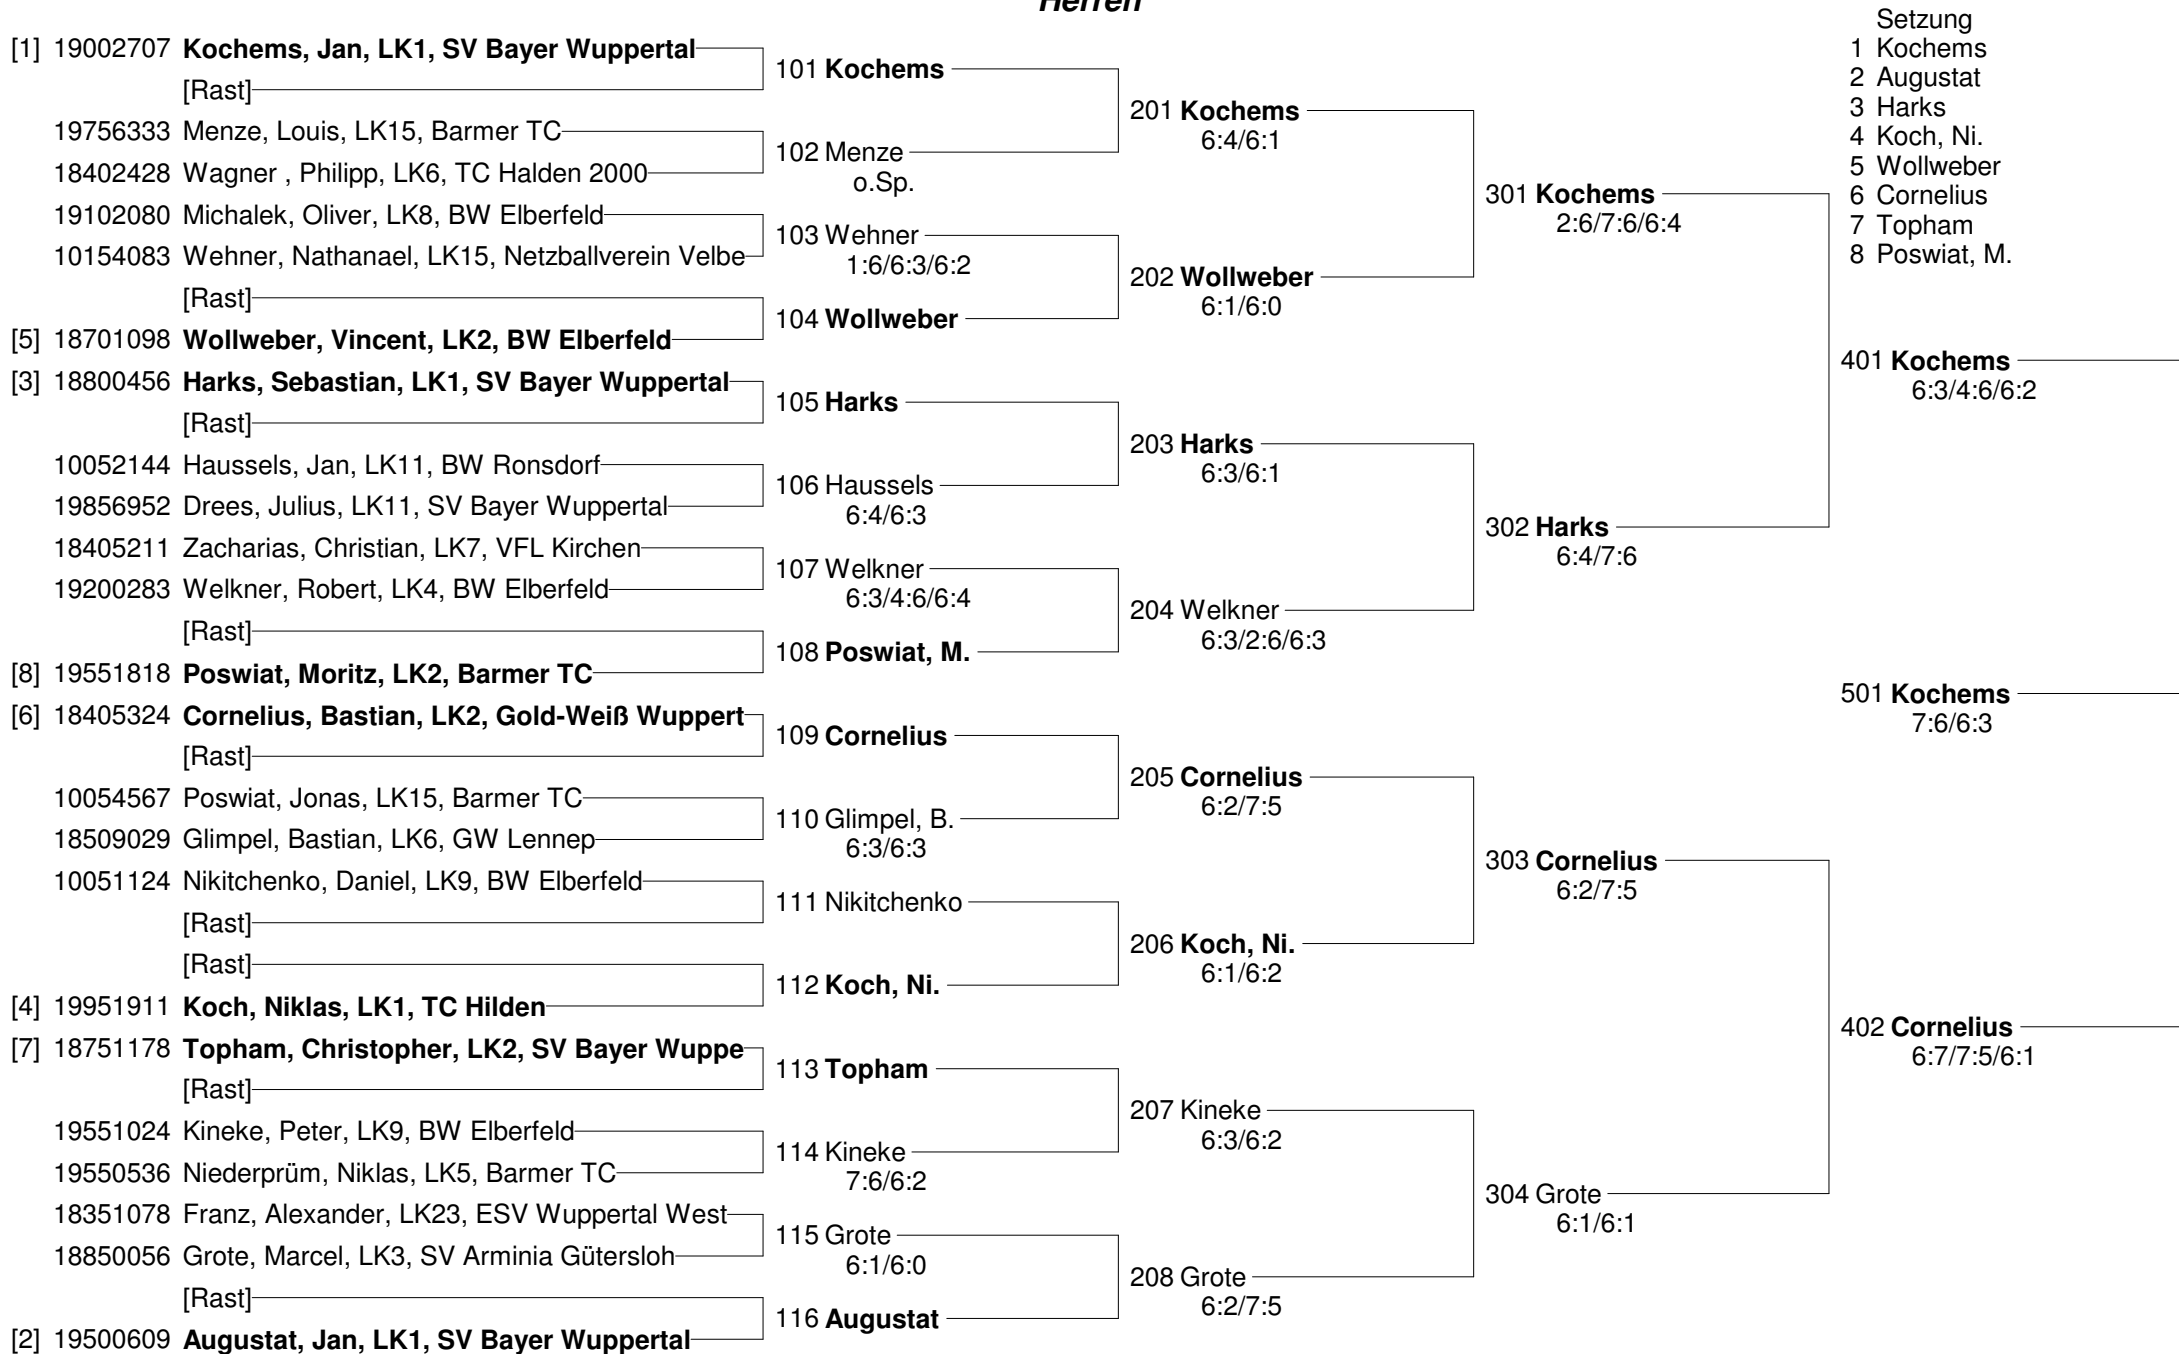 Herren
[1] 19002707 Kochems, Jan, LK1, SV Bayer Wuppertal
[Rast]
19756333 Menze, Louis, LK15, Barmer TC
18402428 Wagner , Philipp, LK6, TC Halden 2000
19102080 Michalek, Oliver, LK8, BW Elberfeld
10154083 Wehner, Nathanael, LK15, Netzballverein Velbe
[Rast]
[5] 18701098 Wollweber, Vincent, LK2, BW Elberfeld
[3] 18800456 Harks, Sebastian, LK1, SV Bayer Wuppertal
[Rast]
10052144 Haussels, Jan, LK11, BW Ronsdorf
19856952 Drees, Julius, LK11, SV Bayer Wuppertal
18405211 Zacharias, Christian, LK7, VFL Kirchen
19200283 Welkner, Robert, LK4, BW Elberfeld
[Rast]
[8] 19551818 Poswiat, Moritz, LK2, Barmer TC
[6] 18405324 Cornelius, Bastian, LK2, Gold-Weiß Wuppert
[Rast]
10054567 Poswiat, Jonas, LK15, Barmer TC
18509029 Glimpel, Bastian, LK6, GW Lennep
10051124 Nikitchenko, Daniel, LK9, BW Elberfeld
[Rast]
[Rast]
[4] 19951911 Koch, Niklas, LK1, TC Hilden
[7] 18751178 Topham, Christopher, LK2, SV Bayer Wuppe
[Rast]
19551024 Kineke, Peter, LK9, BW Elberfeld
19550536 Niederprüm, Niklas, LK5, Barmer TC
18351078 Franz, Alexander, LK23, ESV Wuppertal West
18850056 Grote, Marcel, LK3, SV Arminia Gütersloh
[Rast]
[2] 19500609 Augustat, Jan, LK1, SV Bayer Wuppertal
101 Kochems
102 Menze
o.Sp.
103 Wehner
1:6/6:3/6:2
104 Wollweber
105 Harks
106 Haussels
6:4/6:3
107 Welkner
6:3/4:6/6:4
108 Poswiat, M.
109 Cornelius
110 Glimpel, B.
6:3/6:3
111 Nikitchenko
112 Koch, Ni.
113 Topham
114 Kineke
7:6/6:2
115 Grote
6:1/6:0
116 Augustat
201 Kochems
6:4/6:1
202 Wollweber
6:1/6:0
203 Harks
6:3/6:1
204 Welkner
6:3/2:6/6:3
205 Cornelius
6:2/7:5
206 Koch, Ni.
6:1/6:2
207 Kineke
6:3/6:2
208 Grote
6:2/7:5
301 Kochems
2:6/7:6/6:4
302 Harks
6:4/7:6
303 Cornelius
6:2/7:5
304 Grote
6:1/6:1
Setzung
1 Kochems
2 Augustat
3 Harks
4 Koch, Ni.
5 Wollweber
6 Cornelius
7 Topham
8 Poswiat, M.
401 Kochems
6:3/4:6/6:2
501 Kochems
7:6/6:3
402 Cornelius
6:7/7:5/6:1